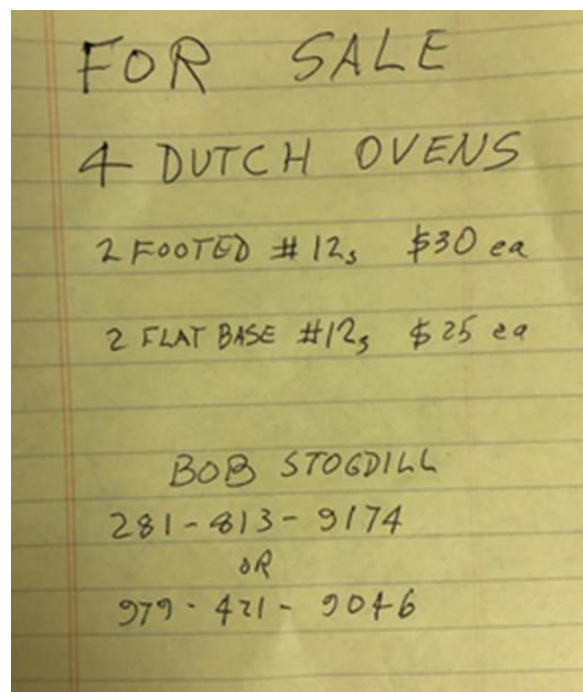 FOR SALE
4 DUTCH OVENS
2 FOOTED #12s $30 ea
2 FLAT BASE #12s $25 ea
BOB STOGDILL
281-813-9174
OR
979-421-9046